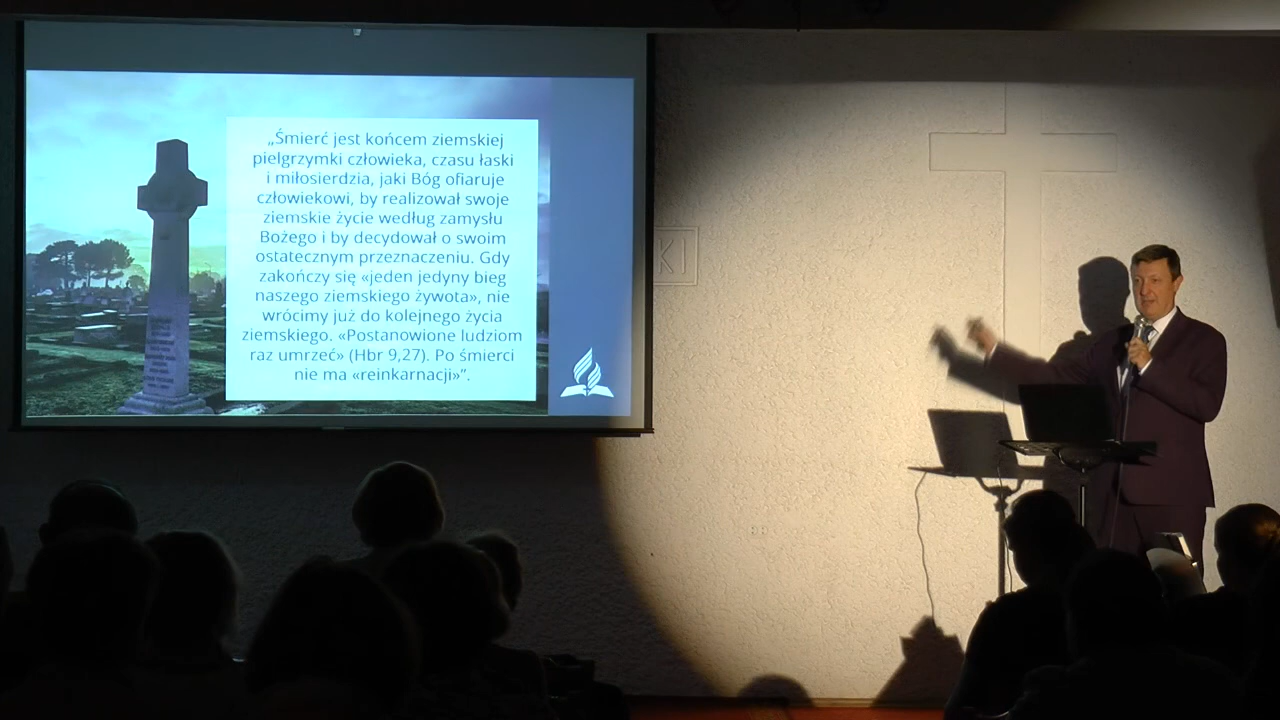 „Śmierć jest końcem ziemskiej
pielgrzymki człowieka, czasu łaski
i miłosierdzia, jaki Bóg ofiaruje
człowiekowi, by realizował swoje
ziemskie życie według zamysłu
Bożego i by decydował o swoim
ostatecznym przeznaczeniu. Gdy
zakończy się «jeden jedyny bieg
naszego ziemskiego żywota», nie
wrócimy już do kolejnego życia
ziemskiego. «Postanowione ludziom
raz umrzeć» (Hbr 9,27). Po śmierci
nie ma «reinkarnacji»”.
KI